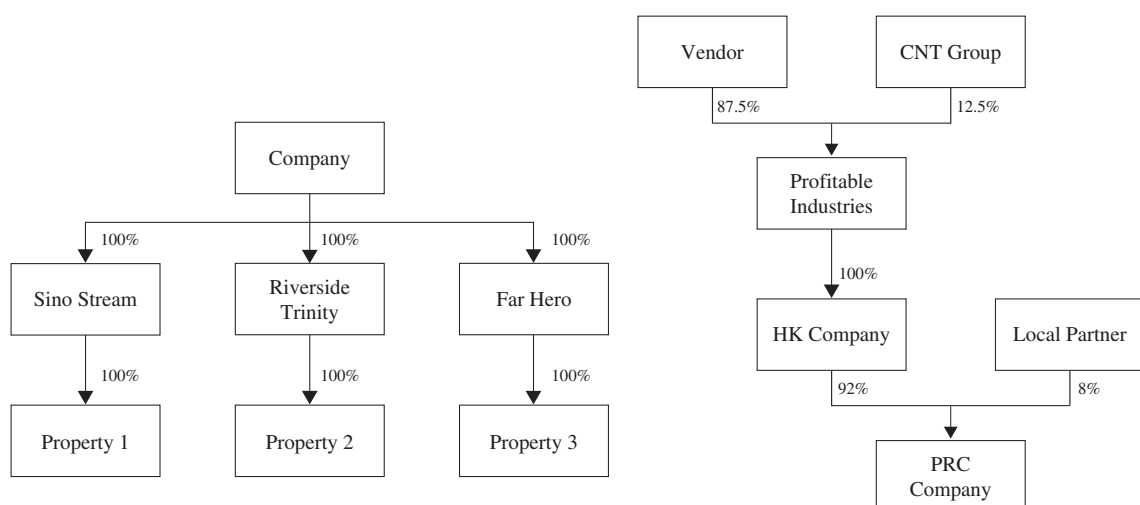 Vendor
CNT Group
87.5%
12.5%
Company
Profitable
Industries
100%
100%
100%
100%
Sino Stream
Riverside
Trinity
Far Hero
HK Company
Local Partner
100%
100%
100%
92%
8%
Property 1
Property 2
Property 3
PRC
Company